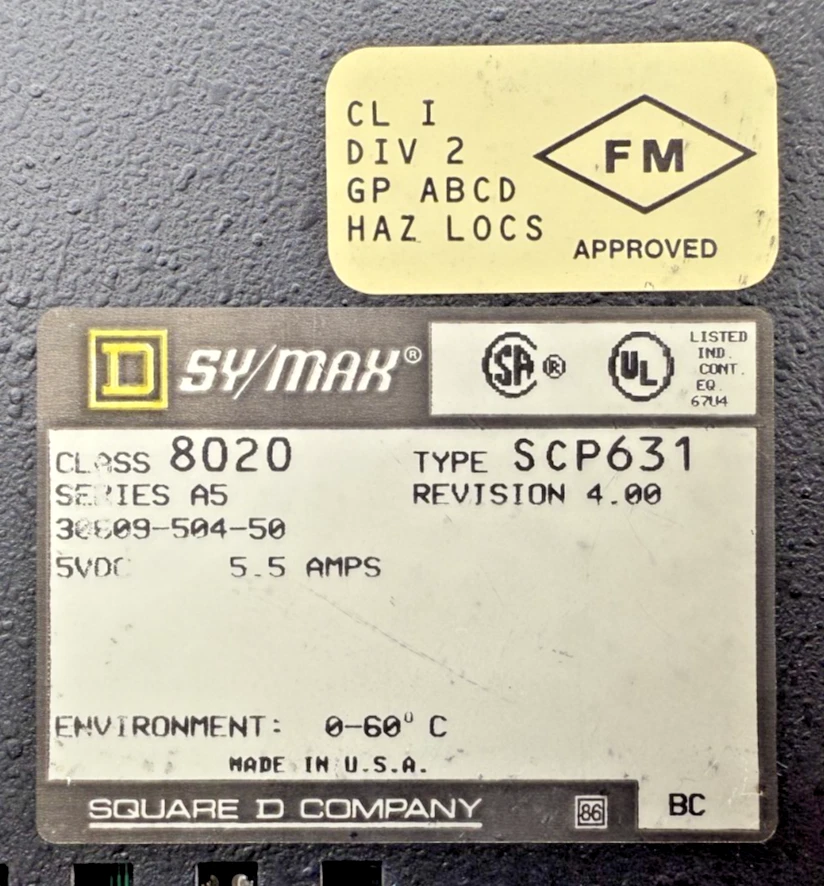 CL I
DIV 2
GP ABCD
HAZ LOCS
FM
APPROVED
D SY/MAX®
SA ®
UL
LISTED
IND.
CONT.
EQ.
67U4
CLASS 8020 TYPE SCP631
SERIES A5 REVISION 4.00
5VDC 5.5 AMPS
ENVIRONMENT: 0-60° C
MADE IN U.S.A.
SQUARE D COMPANY 86 BC